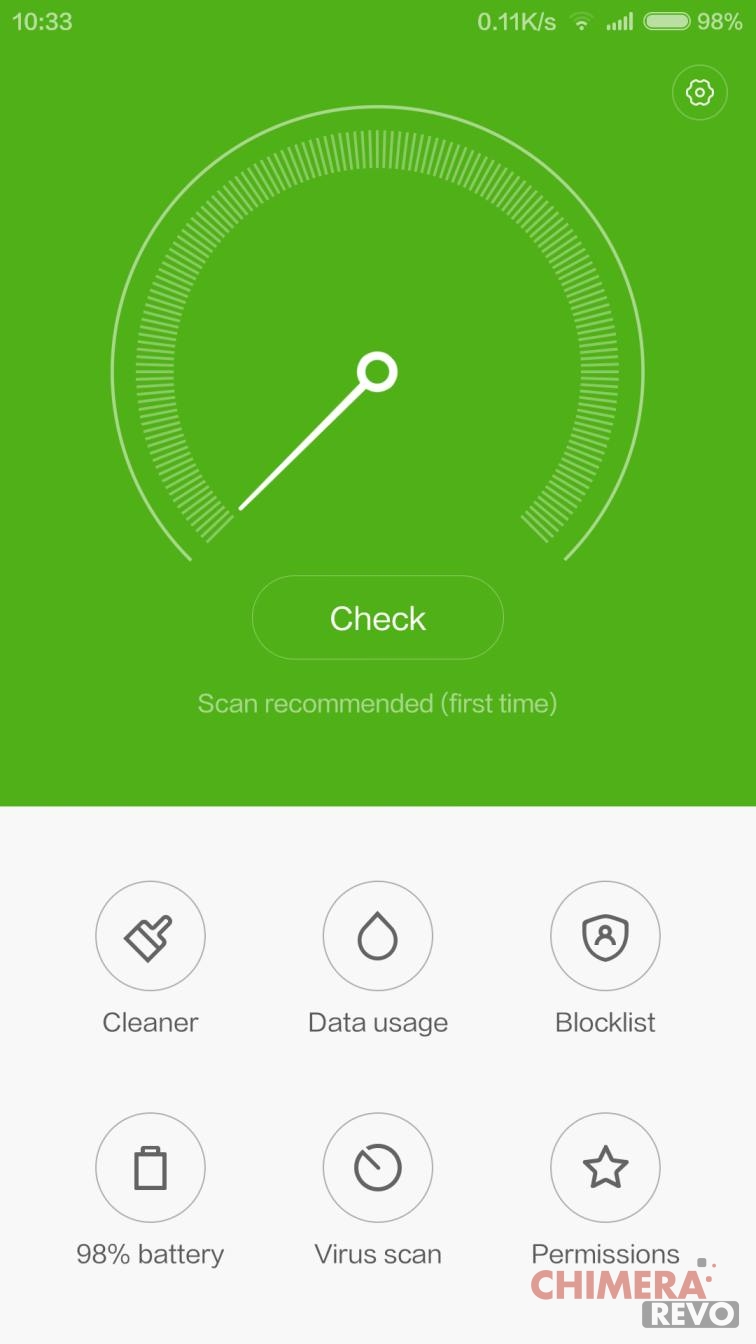 10:33 0.11K/s 98%
Check
Scan recommended (first time)
Cleaner Data usage Blocklist
98% battery Virus scan Permissions
CHIMERA
REVO